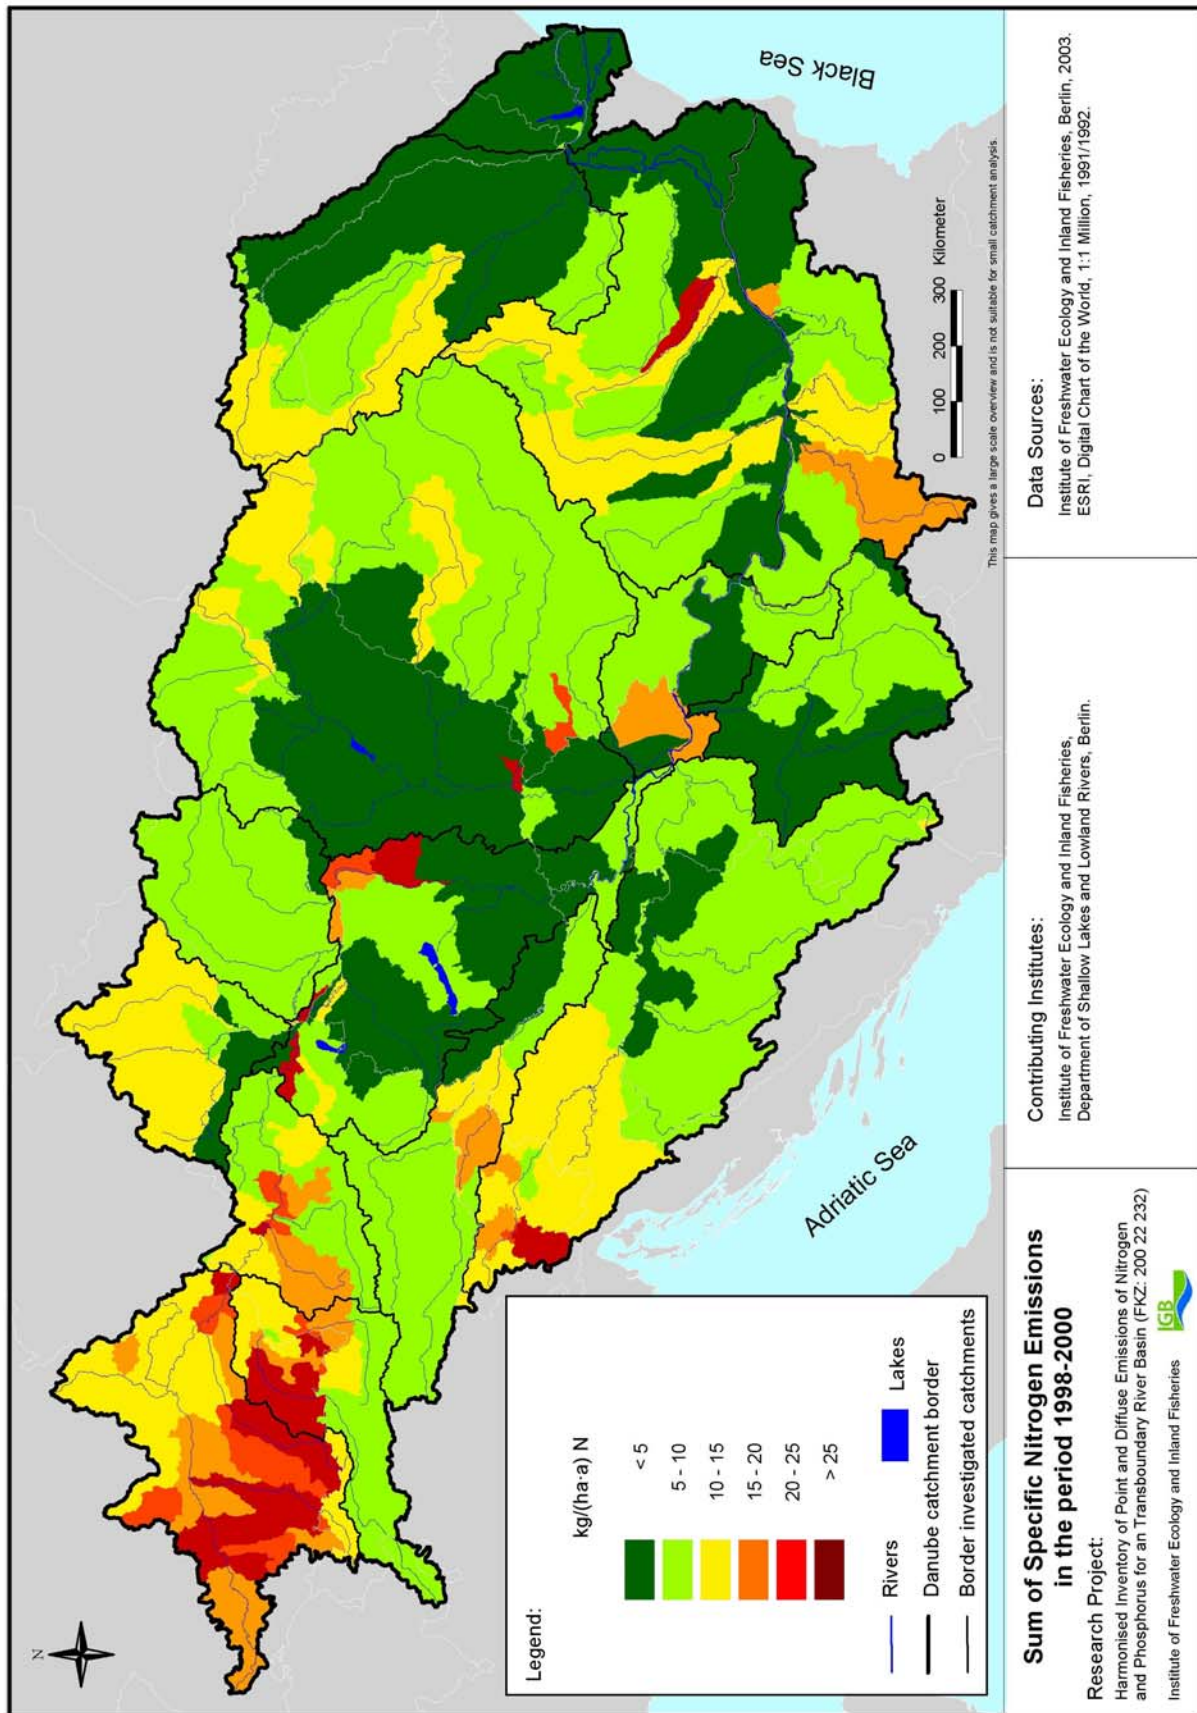 N
Black Sea
Adriatic Sea
0 100 200 300 Kilometer
This map gives a large scale overview and is not suitable for small catchment analysis.
Legend:
kg/(ha·a) N
< 5
5 - 10
10 - 15
15 - 20
20 - 25
> 25
Rivers
Lakes
Danube catchment border
Border investigated catchments
Sum of Specific Nitrogen Emissions
in the period 1998-2000
Research Project:
Harmonised Inventory of Point and Diffuse Emissions of Nitrogen
and Phosphorus for an Transboundary River Basin (FKZ: 200 22 232)
Institute of Freshwater Ecology and Inland Fisheries
IGB
Contributing Institutes:
Institute of Freshwater Ecology and Inland Fisheries,
Department of Shallow Lakes and Lowland Rivers, Berlin.
Data Sources:
Institute of Freshwater Ecology and Inland Fisheries, Berlin, 2003.
ESRI, Digital Chart of the World, 1:1 Million, 1991/1992.